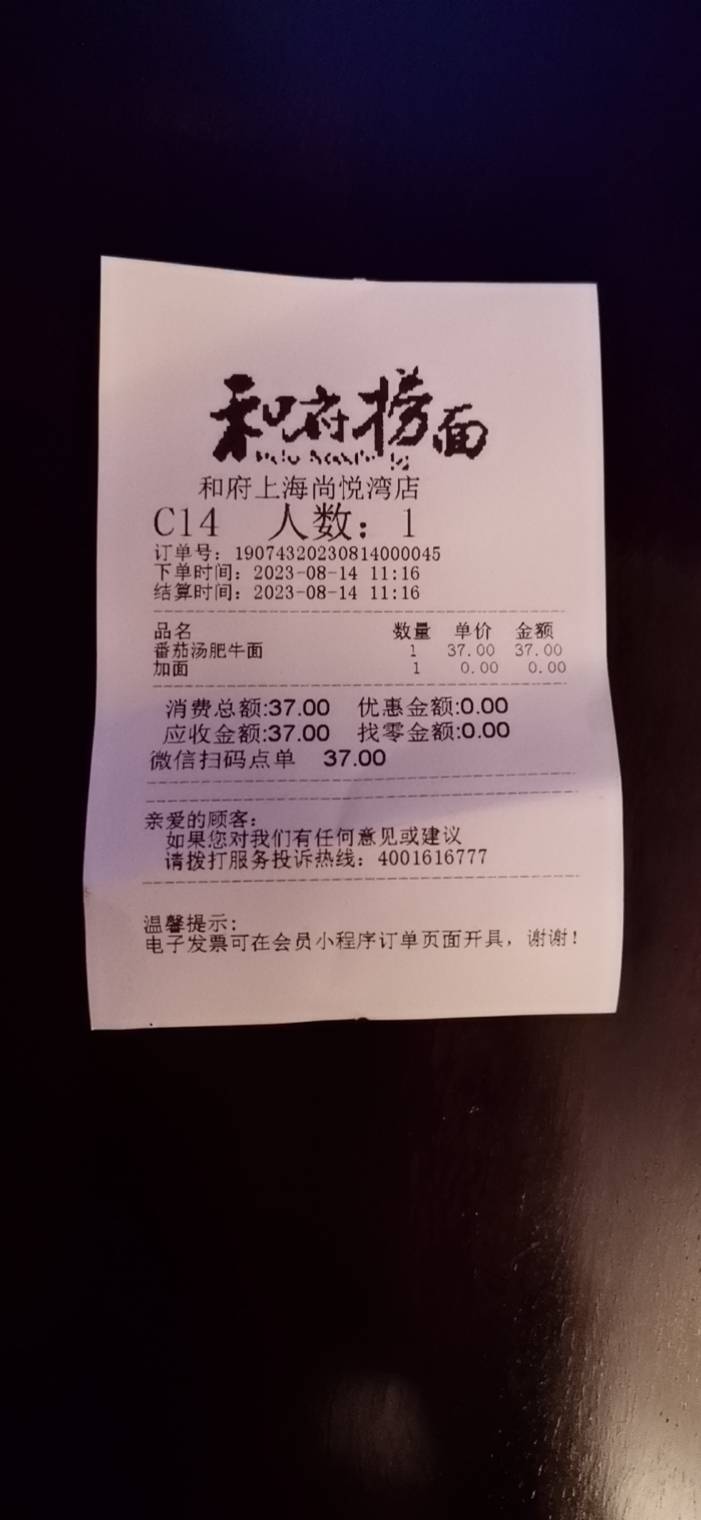 和府捞面
和府上海尚悦湾店
C14 人数：1
订单号：19074320230814000045
下单时间：2023-08-14 11:16
结算时间：2023-08-14 11:16
品名 数量 单价 金额
番茄汤肥牛面 1 37.00 37.00
加面 1 0.00 0.00
消费总额:37.00 优惠金额:0.00
应收金额:37.00 找零金额:0.00
微信扫码点单 37.00
亲爱的顾客：
如果您对我们有任何意见或建议
请拨打服务投诉热线：4001616777
温馨提示：
电子发票可在会员小程序订单页面开具，谢谢！